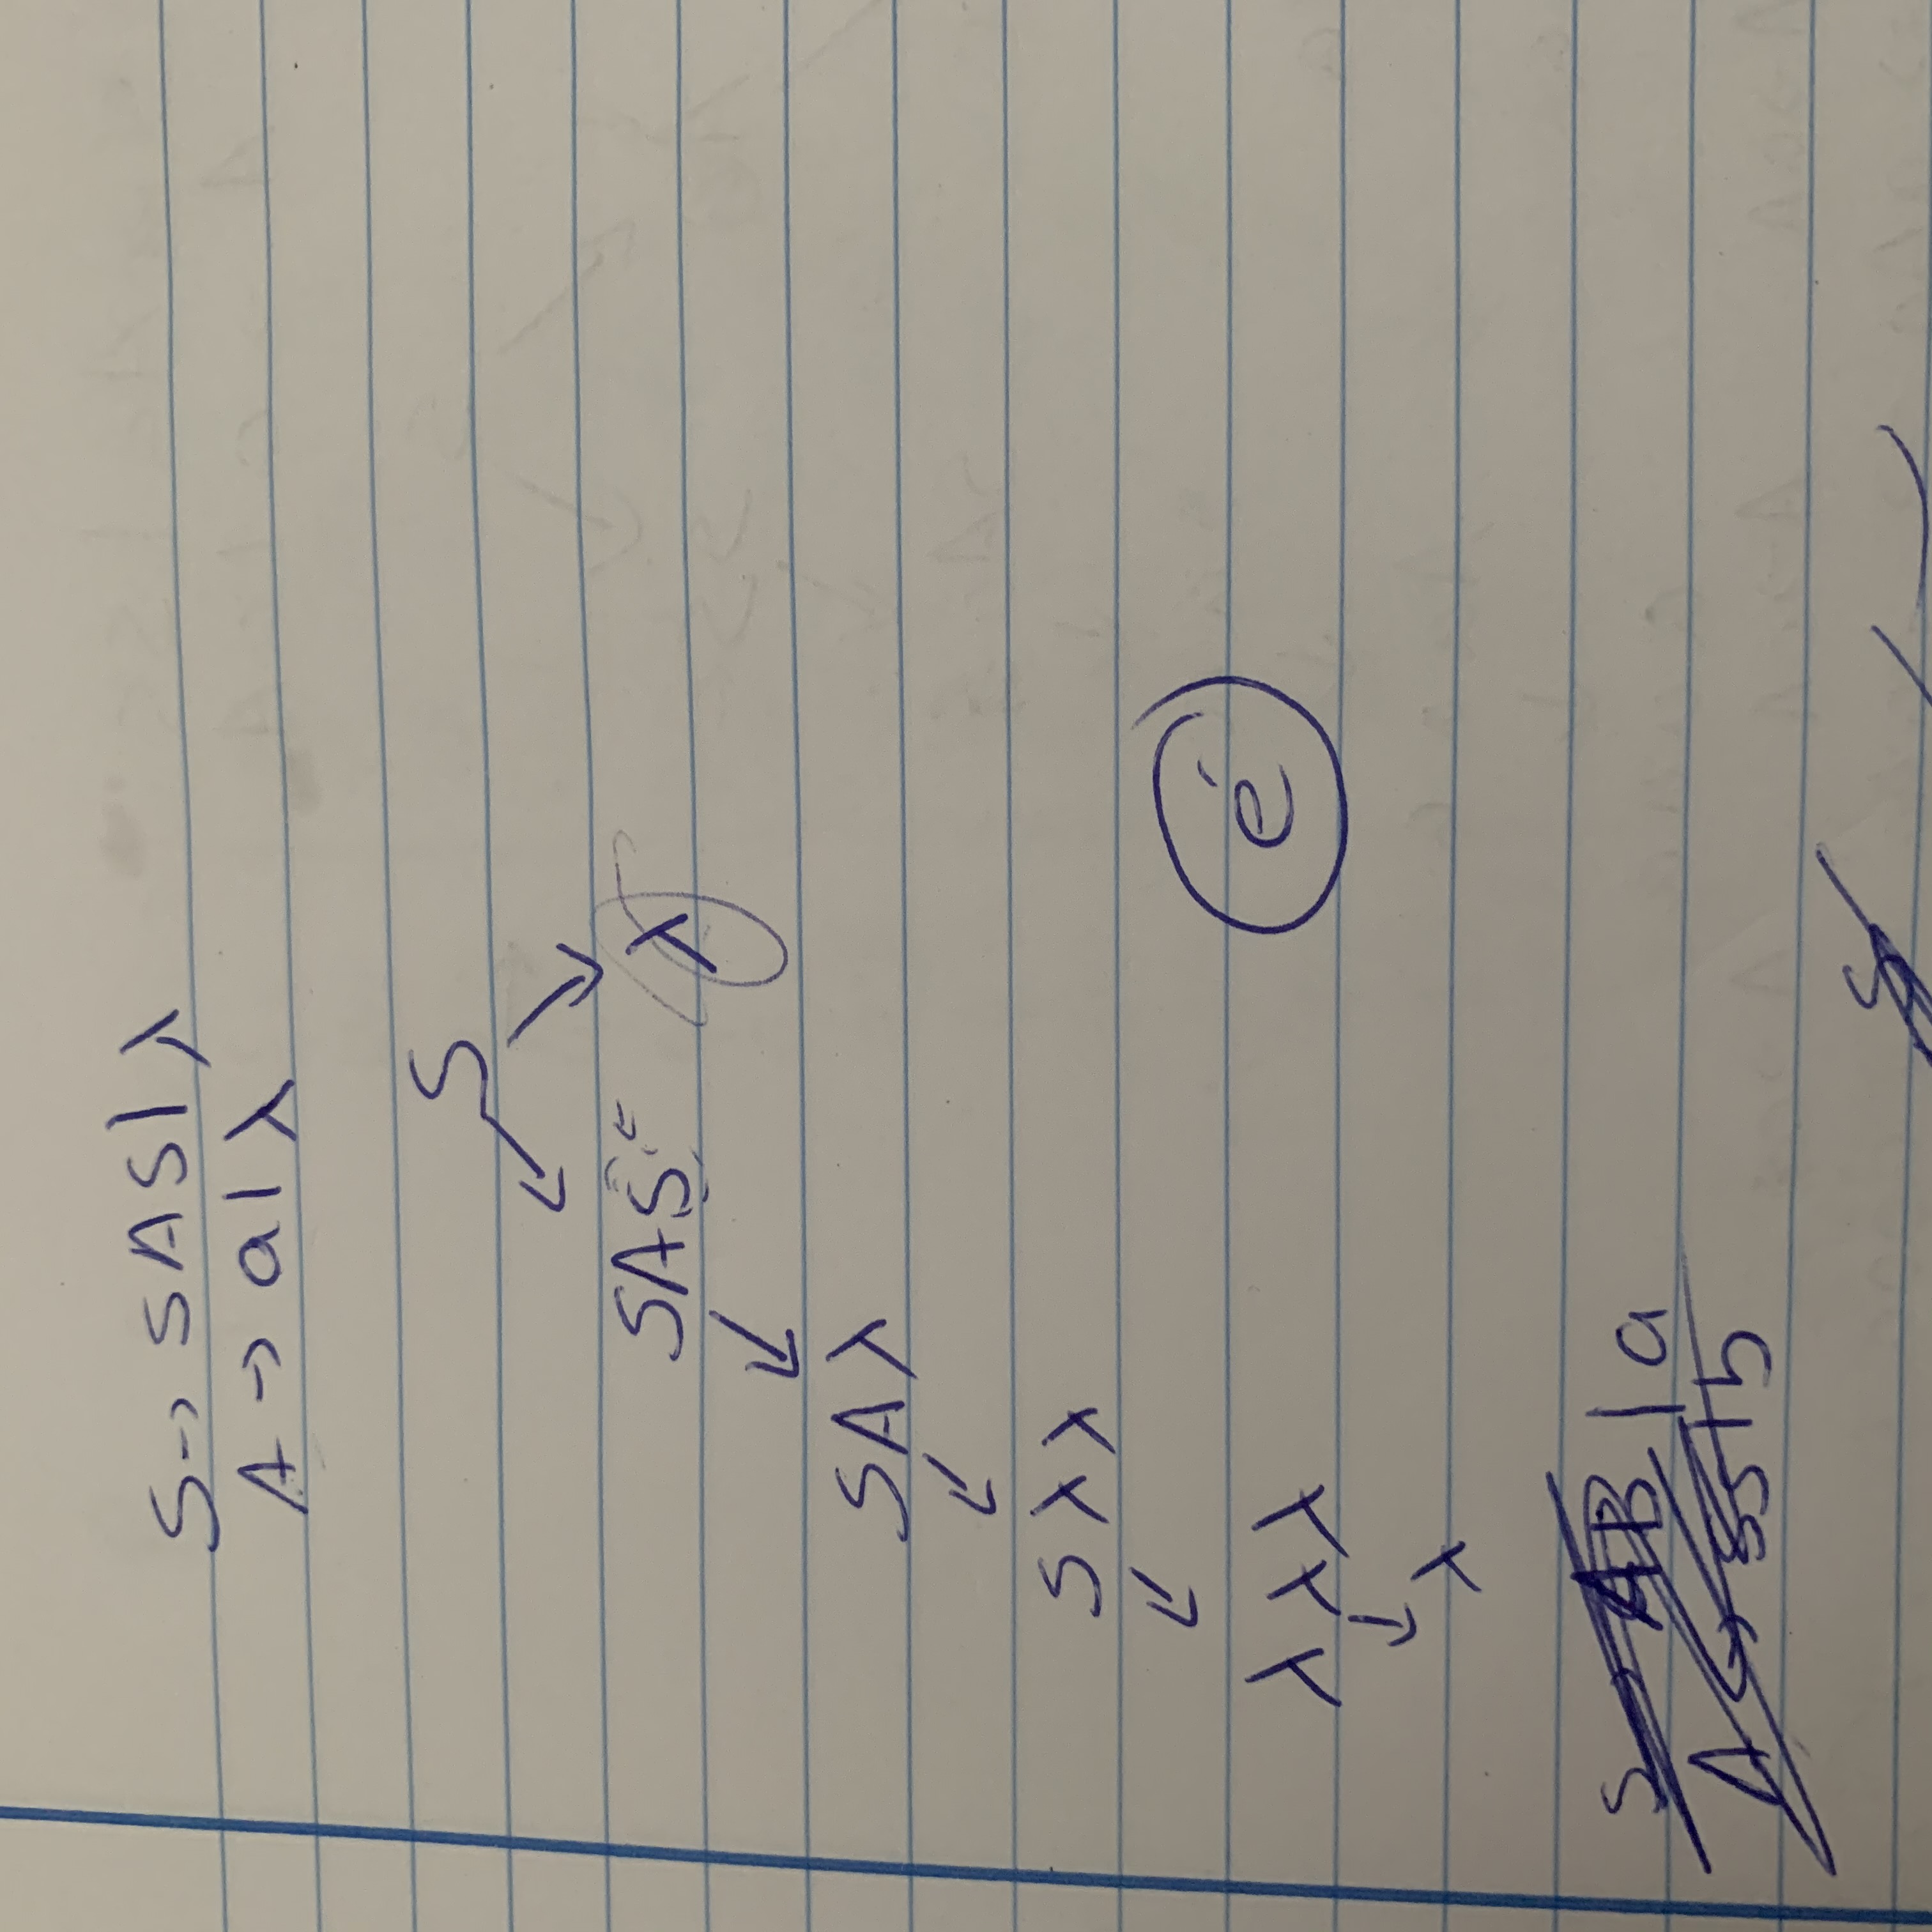 S → SAS | λ
A → a | λ
S
SAS λ
SAλ
Sλλ
λλλ
é
λ
S → AB | a
A → SS | b
S